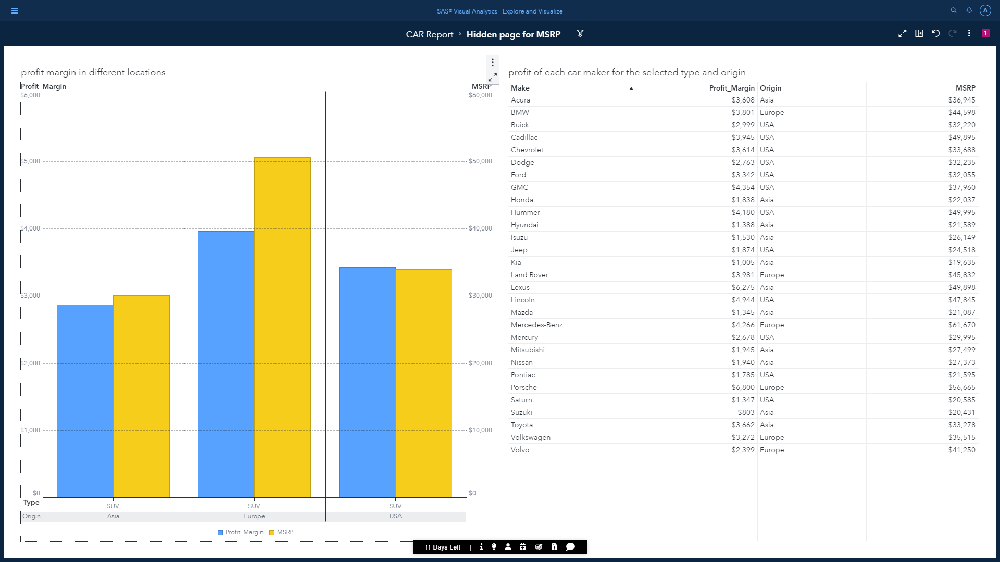 SAS® Visual Analytics - Explore and Visualize
A
CAR Report > Hidden page for MSRP
1
profit margin in different locations
Profit_Margin MSRP
$6,000 $60,000
$5,000 $50,000
$4,000 $40,000
$3,000 $30,000
$2,000 $20,000
$1,000 $10,000
$0 $0
Type SUV SUV SUV
Origin Asia Europe USA
Profit_Margin MSRP
profit of each car maker for the selected type and origin
Make Profit_Margin Origin MSRP
Acura $3,608 Asia $36,945
BMW $3,801 Europe $44,598
Buick $2,999 USA $32,220
Cadillac $3,945 USA $49,895
Chevrolet $3,614 USA $33,688
Dodge $2,763 USA $32,235
Ford $3,342 USA $32,055
GMC $4,354 USA $37,960
Honda $1,838 Asia $22,037
Hummer $4,180 USA $49,995
Hyundai $1,388 Asia $21,589
Isuzu $1,530 Asia $26,149
Jeep $1,874 USA $24,518
Kia $1,005 Asia $19,635
Land Rover $3,981 Europe $45,832
Lexus $6,275 Asia $49,898
Lincoln $4,944 USA $47,845
Mazda $1,345 Asia $21,087
Mercedes-Benz $4,266 Europe $61,670
Mercury $2,678 USA $29,995
Mitsubishi $1,945 Asia $27,499
Nissan $1,940 Asia $27,373
Pontiac $1,785 USA $21,595
Porsche $6,800 Europe $56,665
Saturn $1,347 USA $20,585
Suzuki $803 Asia $20,431
Toyota $3,662 Asia $33,278
Volkswagen $3,272 Europe $35,515
Volvo $2,399 Europe $41,250
11 Days Left |